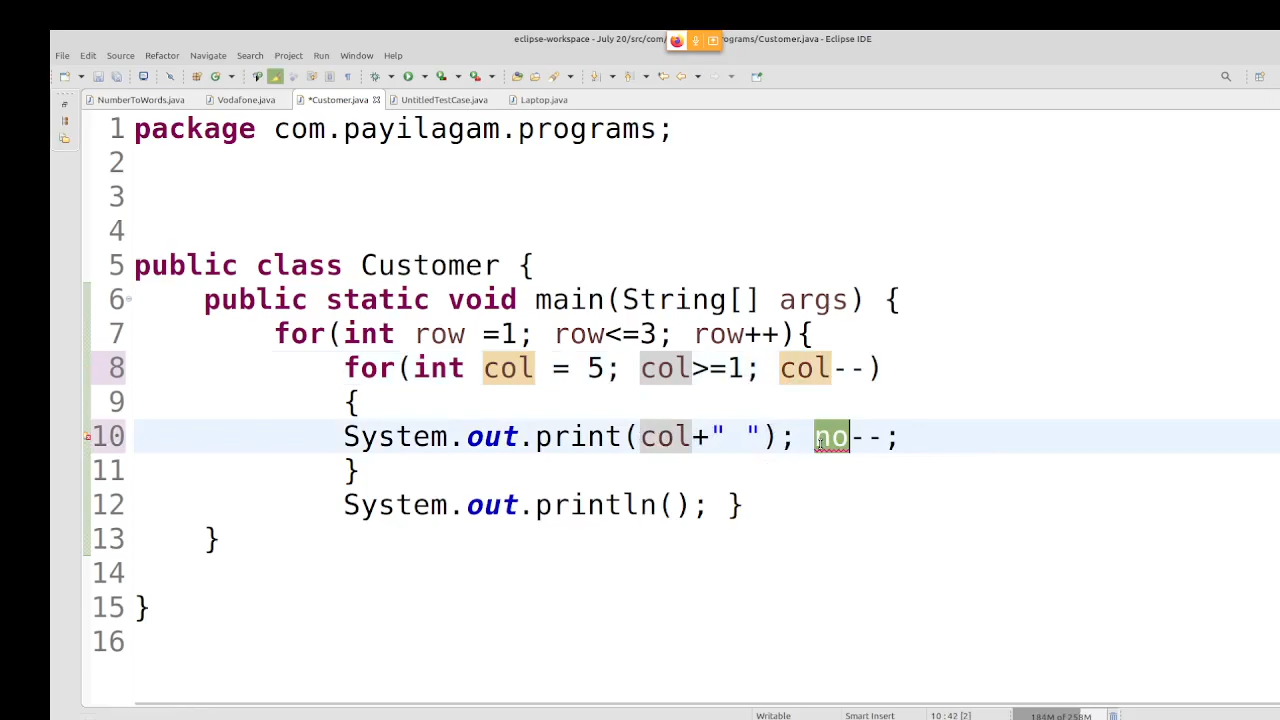 eclipse-workspace - July 20/src/com/ rograms/Customer.java - Eclipse IDE
File Edit Source Refactor Navigate Search Project Run Window Help
NumberToWords.java Vodafone.java *Customer.java UntitledTestCase.java Laptop.java
1 package com.payilagam.programs;
2
3
4
5 public class Customer {
6 public static void main(String[] args) {
7 for(int row =1; row<=3; row++){
8 for(int col = 5; col>=1; col--)
9 {
10 System.out.print(col+" "); no--;
11 }
12 System.out.println(); }
13 }
14
15 }
16
Writable Smart Insert 10 : 42 [2] 184M of 258M